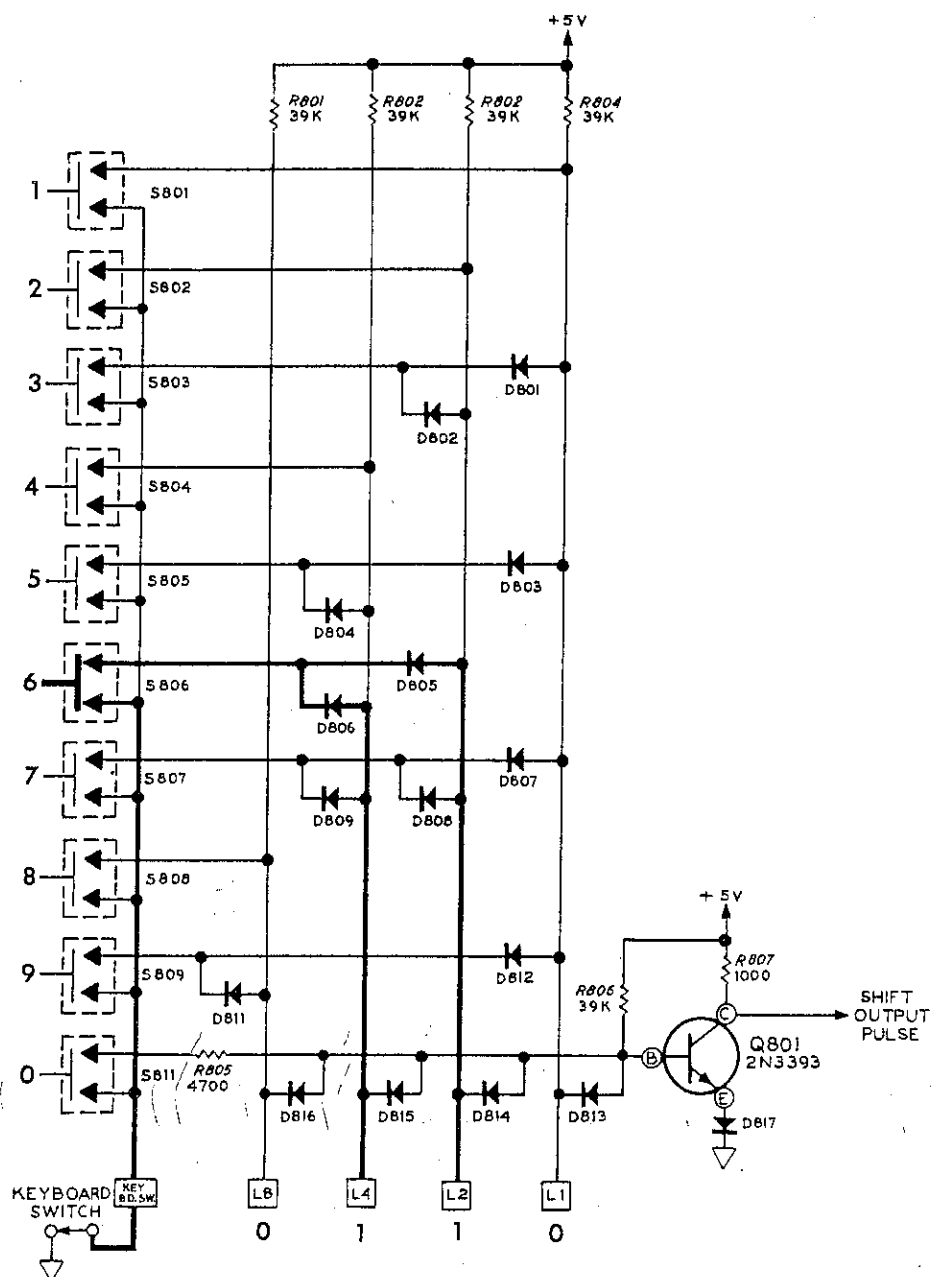 +5V
R801
39K
R802
39K
R802
39K
R804
39K
1
S801
2
S802
3
S803
D801
D802
4
S804
5
S805
D803
D804
6
S806
D805
D806
7
S807
D807
D809
D808
8
S808
+5V
9
S809
D812
D811
R806
39K
R807
1000
C
SHIFT
OUTPUT
PULSE
Q801
2N3393
B
0
S811
R805
4700
E
D816
D815
D814
D813
D817
KEYBOARD
SWITCH
KEY
BD. SW.
L8
L4
L2
L1
0
1
1
0